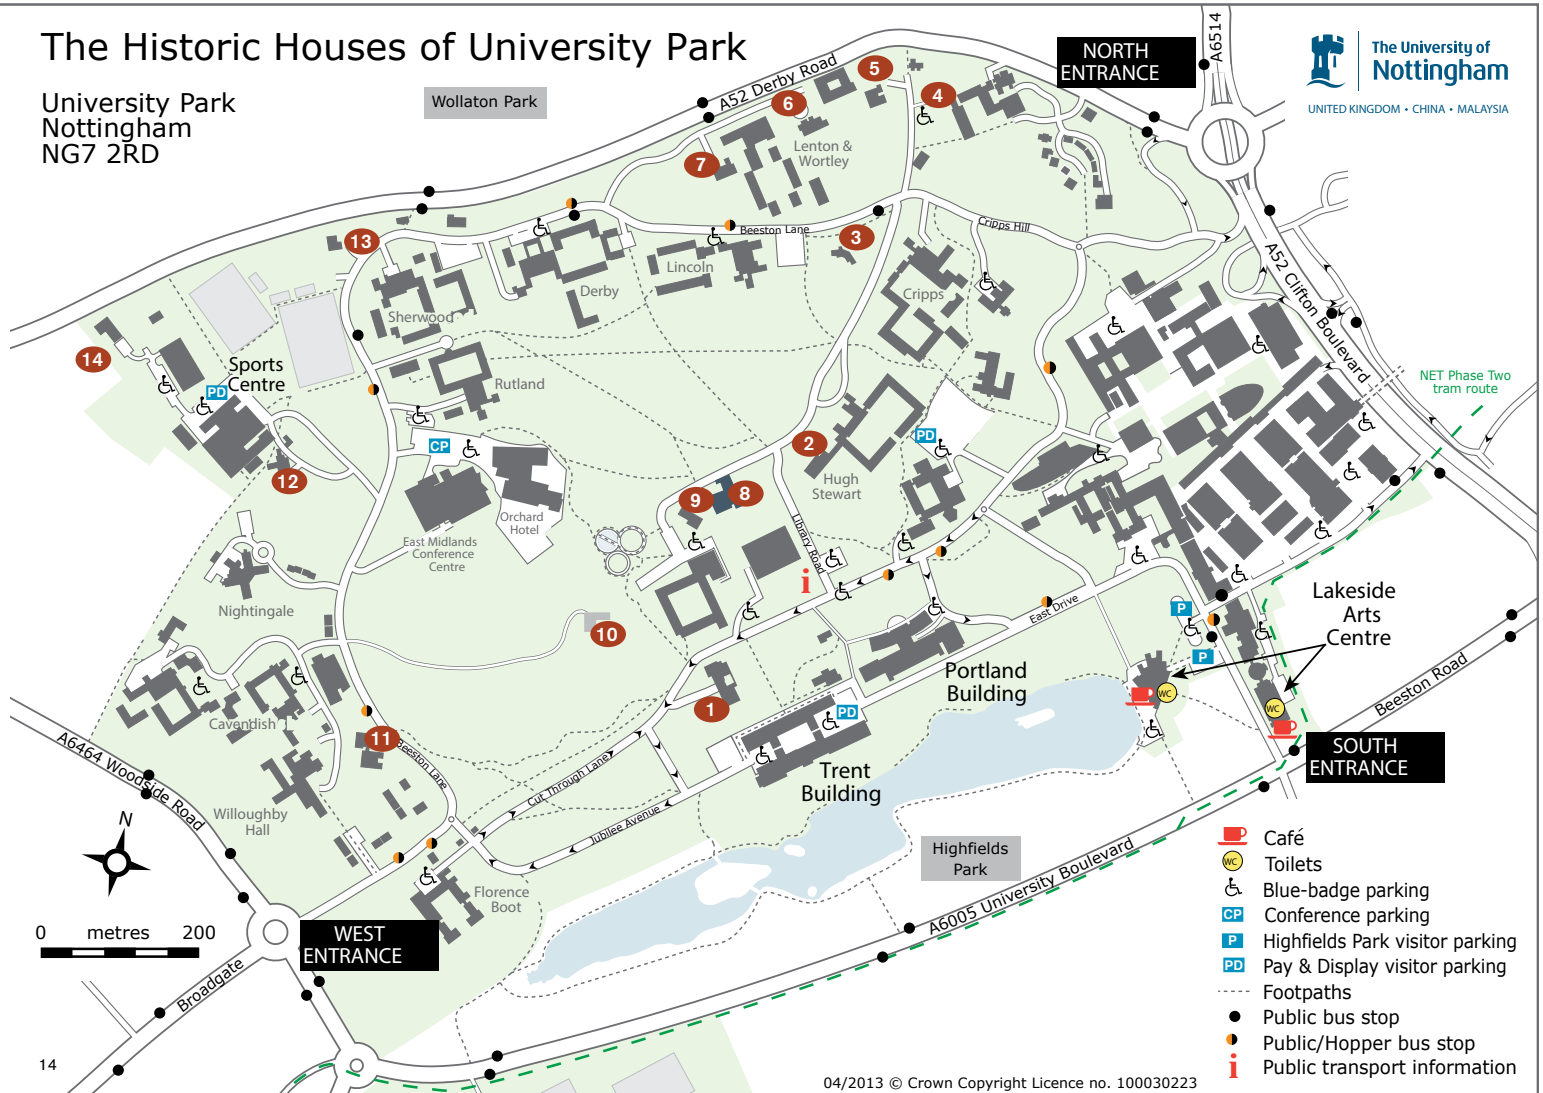 The Historic Houses of University Park
University Park
Nottingham
NG7 2RD
Wollaton Park
A52 Derby Road
NORTH
ENTRANCE
A6514
The University of
Nottingham
UNITED KINGDOM • CHINA • MALAYSIA
5
6
4
7
Lenton &
Wortley
13
Beeston Lane
3
Cripps Hill
Lincoln
Derby
Cripps
Sherwood
A52 Clifton Boulevard
14
Sports
Centre
PD
Rutland
NET Phase Two
tram route
CP
2
PD
12
Hugh
Stewart
9
8
Orchard
Hotel
East Midlands
Conference
Centre
Library Road
i
Nightingale
10
East Drive
P
Lakeside
Arts
Centre
P
Portland
Building
WC
WC
1
PD
Cavendish
11
Beeston Lane
Beeston Road
A6464 Woodside Road
SOUTH
ENTRANCE
Cut Through Lane
Trent
Building
Willoughby
Hall
Jubilee Avenue
N
Highfields
Park
A6005 University Boulevard
Florence
Boot
0 metres 200
WEST
ENTRANCE
Broadgate
Café
WC Toilets
Blue-badge parking
CP Conference parking
P Highfields Park visitor parking
PD Pay & Display visitor parking
Footpaths
Public bus stop
Public/Hopper bus stop
i Public transport information
14
04/2013 © Crown Copyright Licence no. 100030223